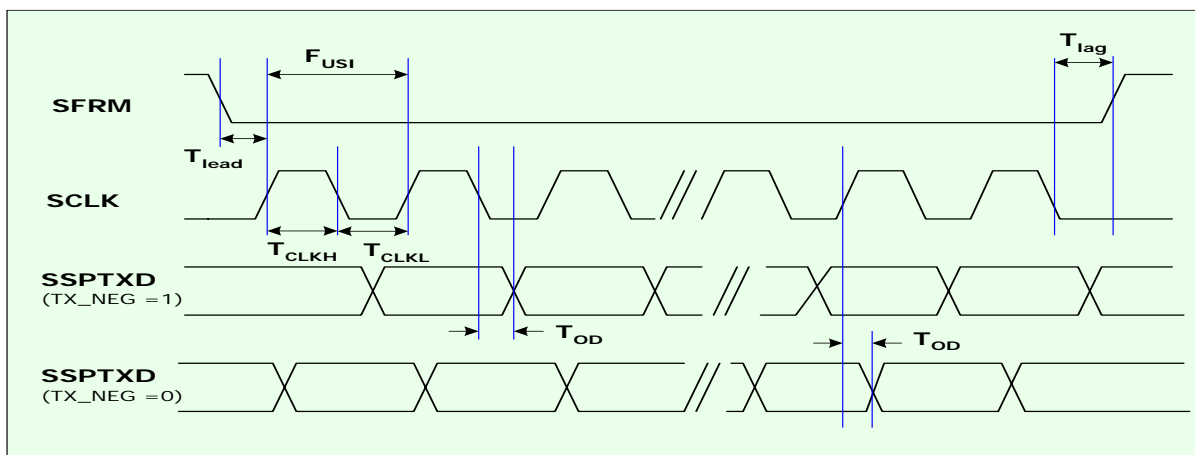 F_USI
T_lag
SFRM
T_lead
SCLK
T_CLKH
T_CLKL
SSPTXD
(TX_NEG =1)
T_OD
SSPTXD
(TX_NEG =0)
T_OD